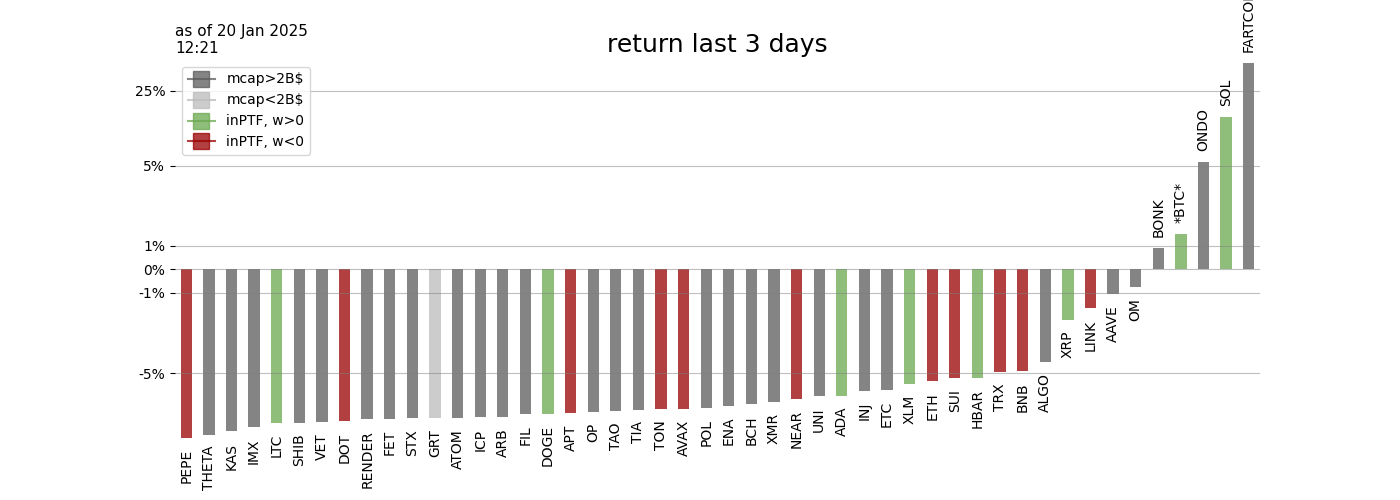 as of 20 Jan 2025
12:21
return last 3 days
mcap>2B$
mcap<2B$
inPTF, w>0
inPTF, w<0
25%
5%
1%
0%
-1%
-5%
PEPE
THETA
KAS
IMX
LTC
SHIB
VET
DOT
RENDER
FET
STX
GRT
ATOM
ICP
ARB
FIL
DOGE
APT
OP
TAO
TIA
TON
AVAX
POL
ENA
BCH
XMR
NEAR
UNI
ADA
INJ
ETC
XLM
ETH
SUI
HBAR
TRX
BNB
ALGO
XRP
LINK
AAVE
OM
BONK
*BTC*
ONDO
SOL